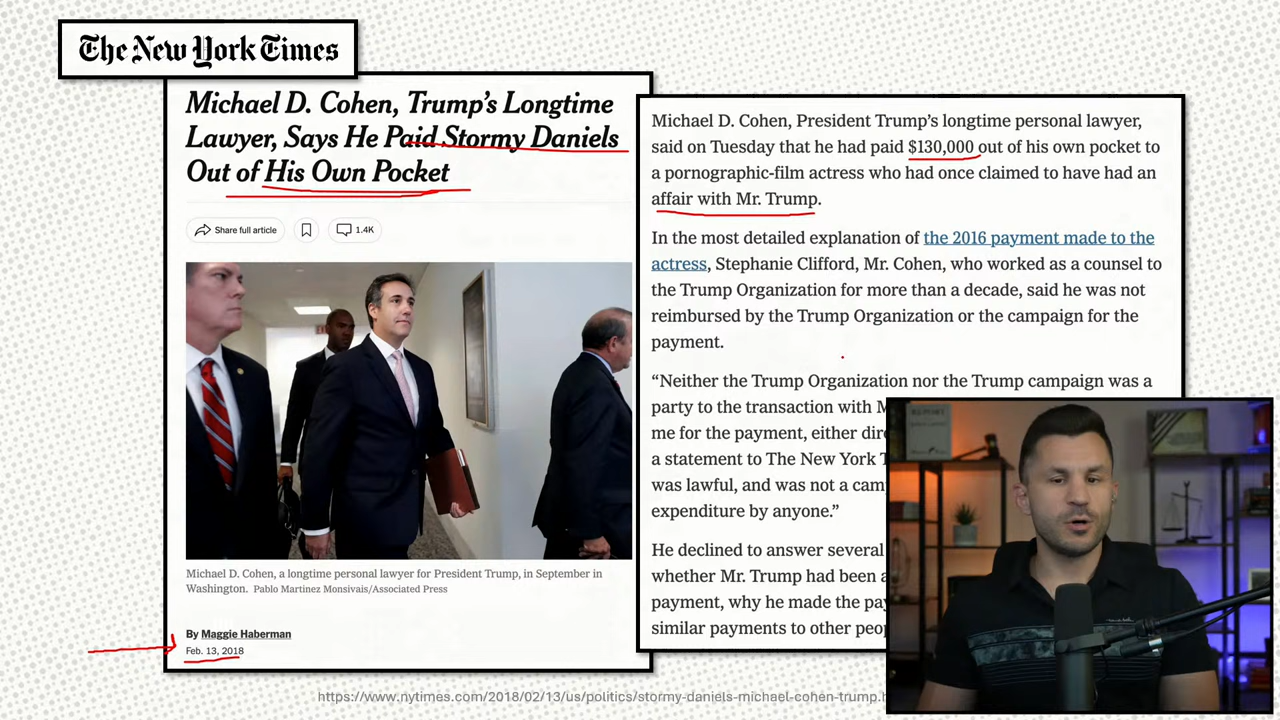 The New York Times
Michael D. Cohen, Trump's Longtime
Lawyer, Says He Paid Stormy Daniels
Out of His Own Pocket
Share full article
1.4K
Michael D. Cohen, a longtime personal lawyer for President Trump, in September in
Washington. Pablo Martinez Monsivais/Associated Press
By Maggie Haberman
Feb. 13, 2018
Michael D. Cohen, President Trump's longtime personal lawyer,
said on Tuesday that he had paid $130,000 out of his own pocket to
a pornographic-film actress who had once claimed to have had an
affair with Mr. Trump.
In the most detailed explanation of the 2016 payment made to the
actress, Stephanie Clifford, Mr. Cohen, who worked as a counsel to
the Trump Organization for more than a decade, said he was not
reimbursed by the Trump Organization or the campaign for the
payment.
“Neither the Trump Organization nor the Trump campaign was a
party to the transaction with
me for the payment, either
a statement to The New York
was lawful, and was not a
expenditure by anyone.”
He declined to answer several
whether Mr. Trump had been
payment, why he made the
similar payments to other
https://www.nytimes.com/2018/02/13/us/politics/stormy-daniels-michael-cohen-trump.